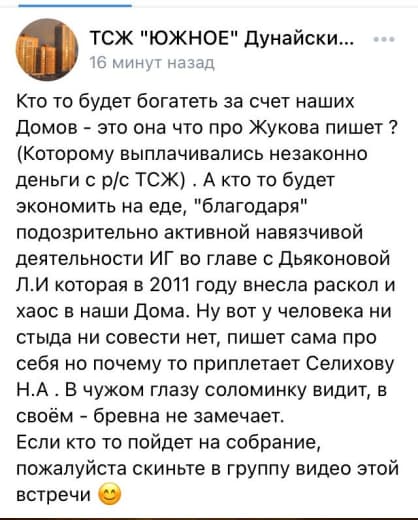 ТСЖ "ЮЖНОЕ" Дунайски...
16 минут назад
Кто то будет богатеть за счет наших
Домов - это она что про Жукова пишет ?
(Которому выплачивались незаконно
деньги с р/с ТСЖ) . А кто то будет
экономить на еде, "благодаря"
подозрительно активной навязчивой
деятельности ИГ во главе с Дьяконовой
Л.И которая в 2011 году внесла раскол и
хаос в наши Дома. Ну вот у человека ни
стыда ни совести нет, пишет сама про
себя но почему то приплетает Селихову
Н.А . В чужом глазу соломинку видит, в
своём - бревна не замечает.
Если кто то пойдет на собрание,
пожалуйста скиньте в группу видео этой
встречи 😊